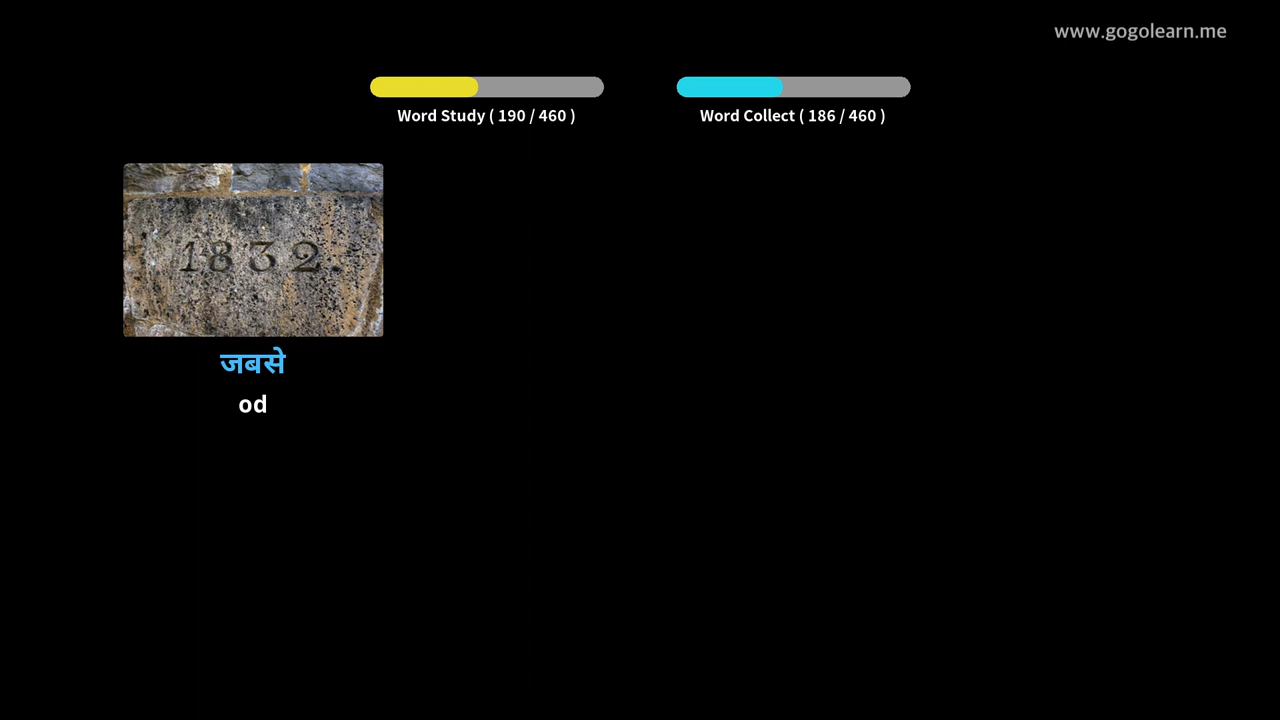 www.gogolearn.me
Word Study ( 190 / 460 )
Word Collect ( 186 / 460 )
1832.
जबसे
od